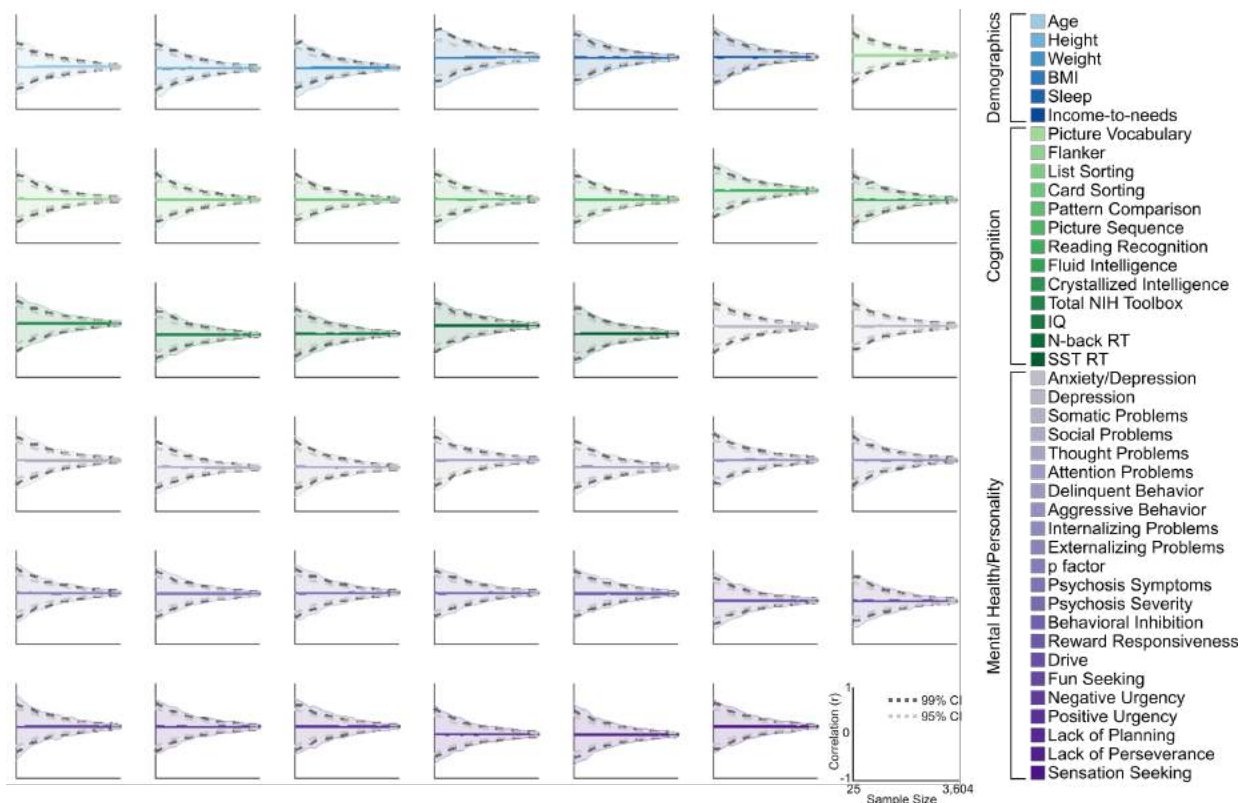 Demographics
Age
Height
Weight
BMI
Sleep
Income-to-needs
Cognition
Picture Vocabulary
Flanker
List Sorting
Card Sorting
Pattern Comparison
Picture Sequence
Reading Recognition
Fluid Intelligence
Crystallized Intelligence
Total NIH Toolbox
IQ
N-back RT
SST RT
Mental Health/Personality
Anxiety/Depression
Depression
Somatic Problems
Social Problems
Thought Problems
Attention Problems
Delinquent Behavior
Aggressive Behavior
Internalizing Problems
Externalizing Problems
p factor
Psychosis Symptoms
Psychosis Severity
Behavioral Inhibition
Reward Responsiveness
Drive
Fun Seeking
Negative Urgency
Positive Urgency
Lack of Planning
Lack of Perseverance
Sensation Seeking
Correlation (r)
1
0
-1
99% CI
95% CI
25 3,604
Sample Size